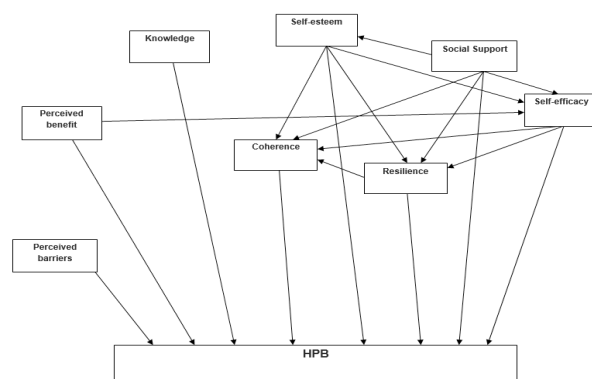 Self-esteem
Knowledge
Social Support
Self-efficacy
Perceived
benefit
Coherence
Resilience
Perceived
barriers
HPB